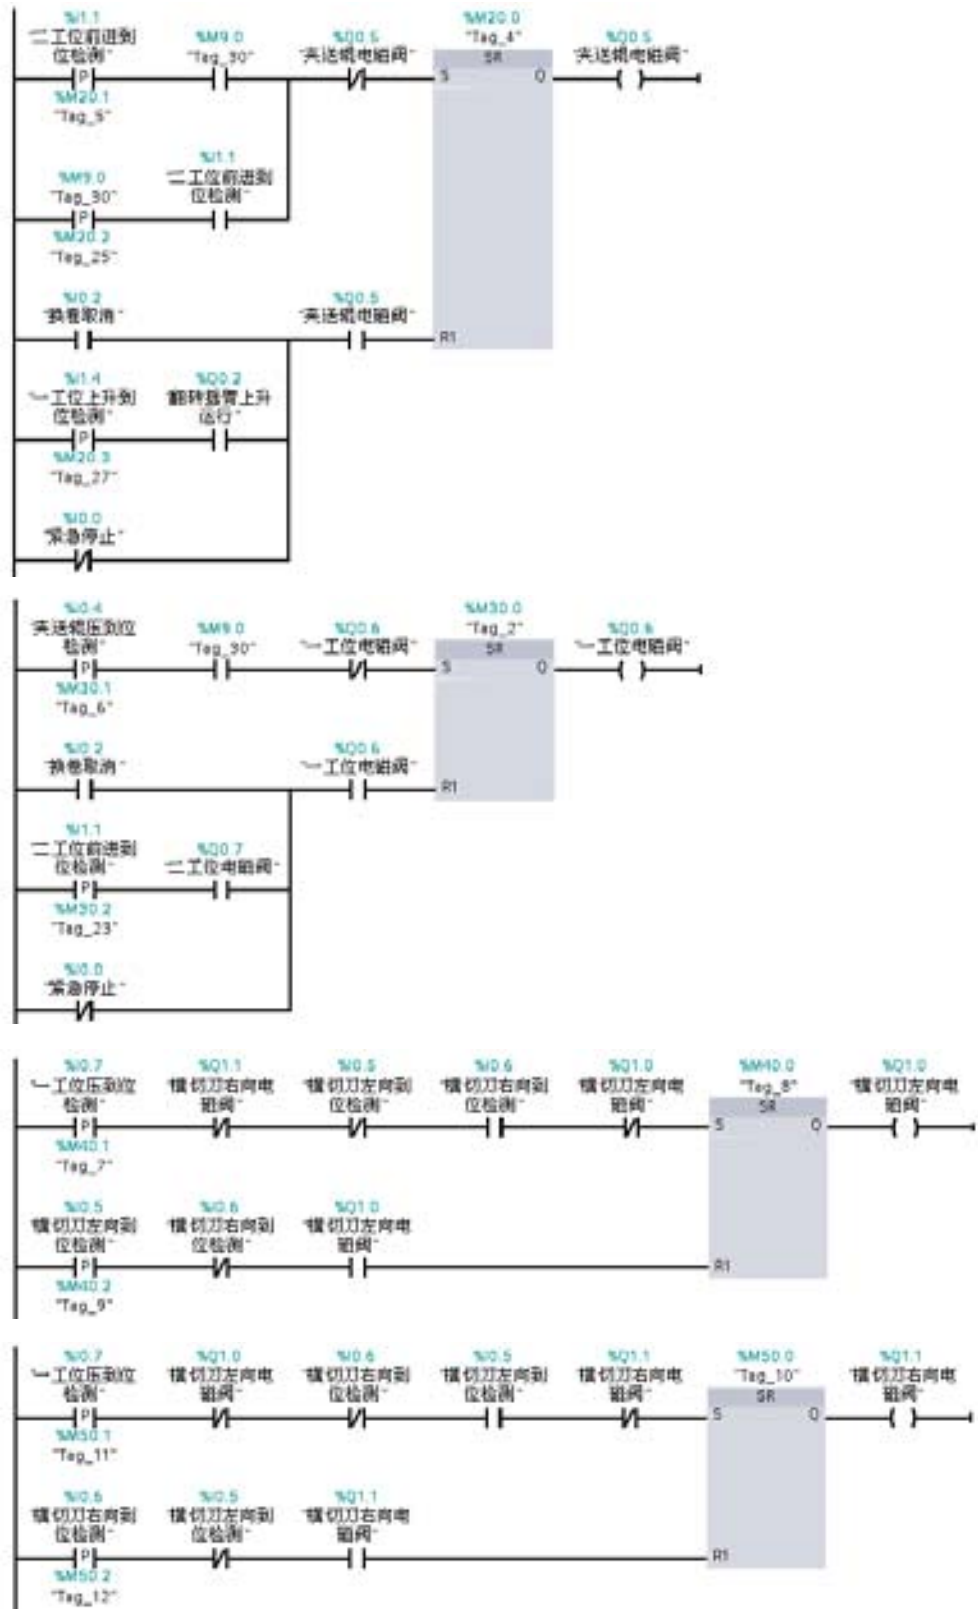 %I1.1
"二工位前进到
位检测"
%M9.0
"Tag_30"
%Q0.5
"夹送辊电磁阀"
%M20.0
"Tag_4"
%Q0.5
"夹送辊电磁阀"
P
SR
S
Q
%M20.1
"Tag_5"
%M9.0
"Tag_30"
%I1.1
"二工位前进到
位检测"
P
%M20.2
"Tag_25"
%I0.2
"换卷取消"
%Q0.5
"夹送辊电磁阀"
R1
%I1.4
"一工位上升到
位检测"
%Q0.2
"翻转摇臂上升
运行"
P
%M20.3
"Tag_27"
%I0.0
"紧急停止"
%I0.4
"夹送辊压到位
检测"
%M9.0
"Tag_30"
%Q0.6
"一工位电磁阀"
%M30.0
"Tag_2"
%Q0.6
"一工位电磁阀"
P
SR
S
Q
%M30.1
"Tag_6"
%I0.2
"换卷取消"
%Q0.6
"一工位电磁阀"
R1
%I1.1
"二工位前进到
位检测"
%Q0.7
"二工位电磁阀"
P
%M30.2
"Tag_23"
%I0.0
"紧急停止"
%I0.7
"一工位压到位
检测"
%Q1.1
"横切刀右向电
磁阀"
%I0.5
"横切刀左向到
位检测"
%I0.6
"横切刀右向到
位检测"
%Q1.0
"横切刀左向电
磁阀"
%M40.0
"Tag_8"
%Q1.0
"横切刀左向电
磁阀"
P
SR
S
Q
%M40.1
"Tag_7"
%I0.5
"横切刀左向到
位检测"
%I0.6
"横切刀右向到
位检测"
%Q1.0
"横切刀左向电
磁阀"
P
R1
%M40.2
"Tag_9"
%I0.7
"一工位压到位
检测"
%Q1.0
"横切刀左向电
磁阀"
%I0.6
"横切刀右向到
位检测"
%I0.5
"横切刀左向到
位检测"
%Q1.1
"横切刀右向电
磁阀"
%M50.0
"Tag_10"
%Q1.1
"横切刀右向电
磁阀"
P
SR
S
Q
%M50.1
"Tag_11"
%I0.6
"横切刀右向到
位检测"
%I0.5
"横切刀左向到
位检测"
%Q1.1
"横切刀右向电
磁阀"
P
R1
%M50.2
"Tag_12"